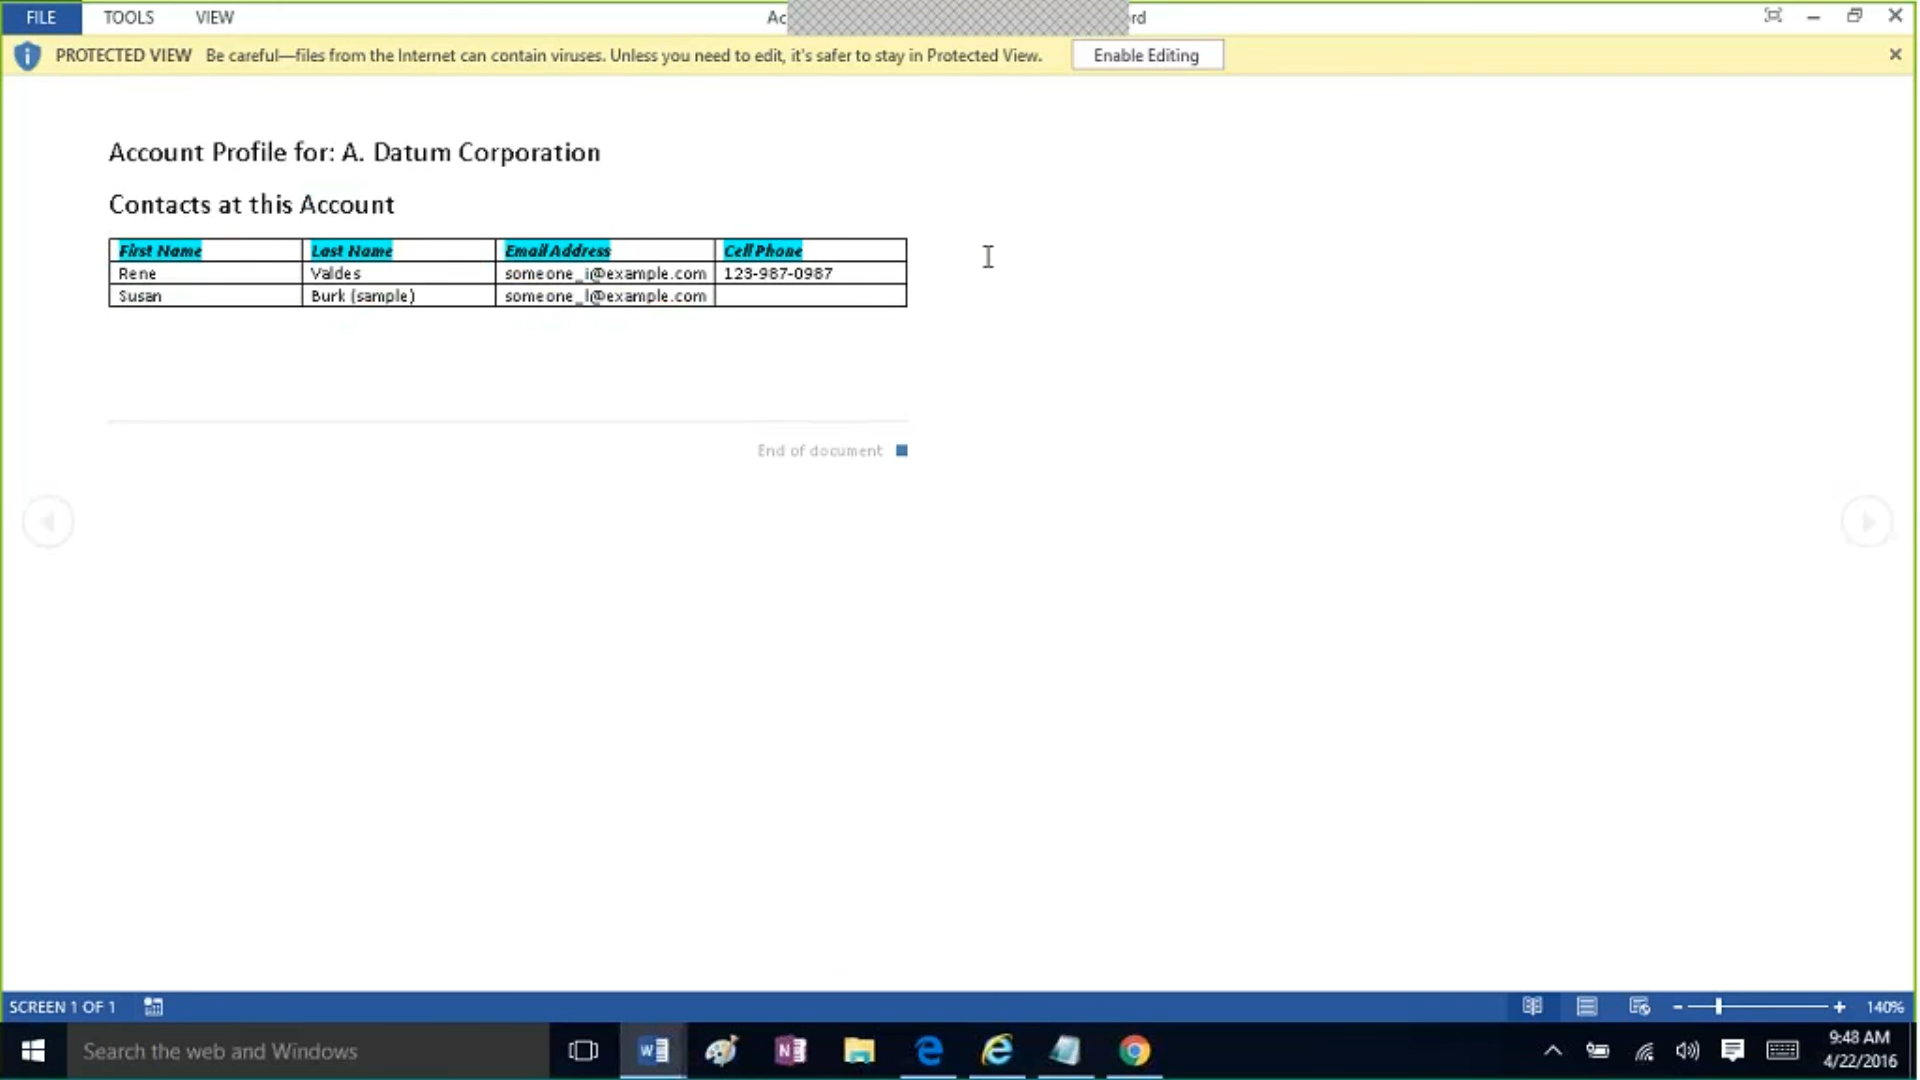 FILE TOOLS VIEW Ac rd
PROTECTED VIEW Be careful—files from the Internet can contain viruses. Unless you need to edit, it's safer to stay in Protected View. Enable Editing
Account Profile for: A. Datum Corporation
Contacts at this Account
First Name Last Name Email Address Cell Phone
Rene Valdes someone_i@example.com 123-987-0987
Susan Burk (sample) someone_l@example.com
End of document
SCREEN 1 OF 1 140%
Search the web and Windows
9:48 AM
4/22/2016